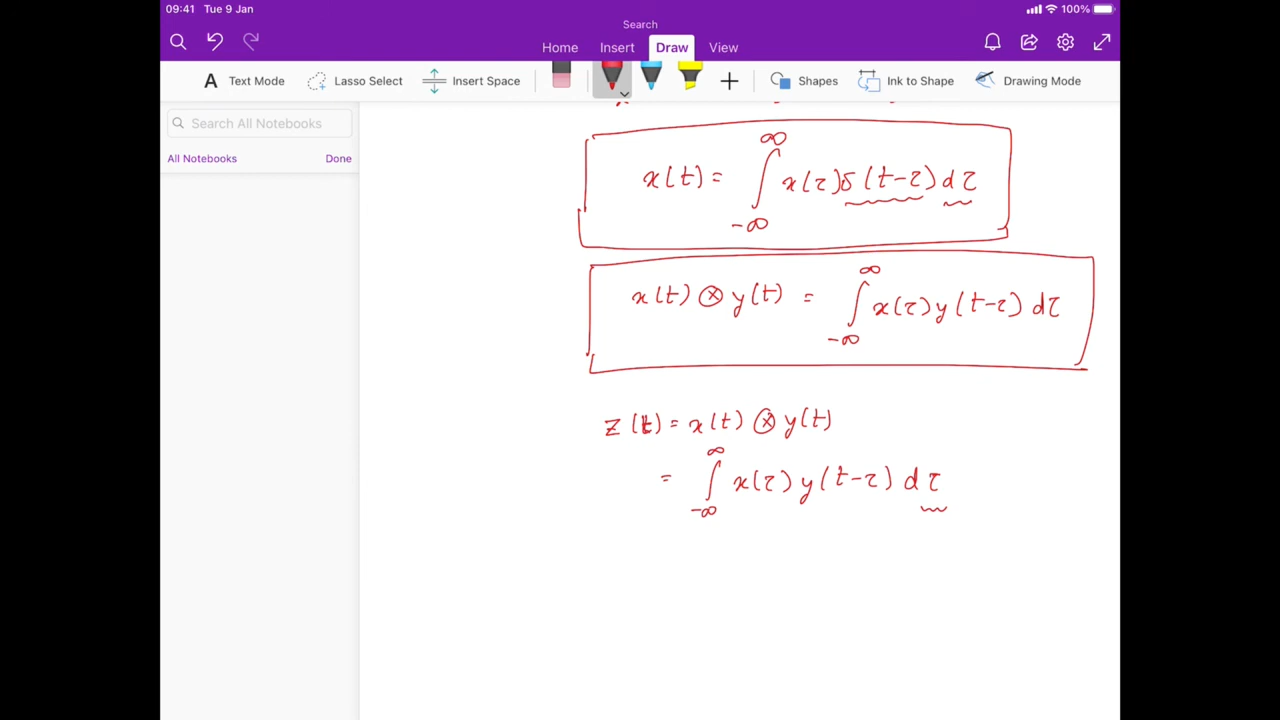 09:41 Tue 9 Jan
100%
Search
Home Insert Draw View
A Text Mode Lasso Select Insert Space Shapes Ink to Shape Drawing Mode
Search All Notebooks
All Notebooks Done
x(t) = ∫_{-∞}^{∞} x(τ)δ(t-τ) dτ
x(t) ⊗ y(t) = ∫_{-∞}^{∞} x(τ) y(t-τ) dτ
z(t) = x(t) ⊗ y(t)
= ∫_{-∞}^{∞} x(τ) y(t-τ) dτ